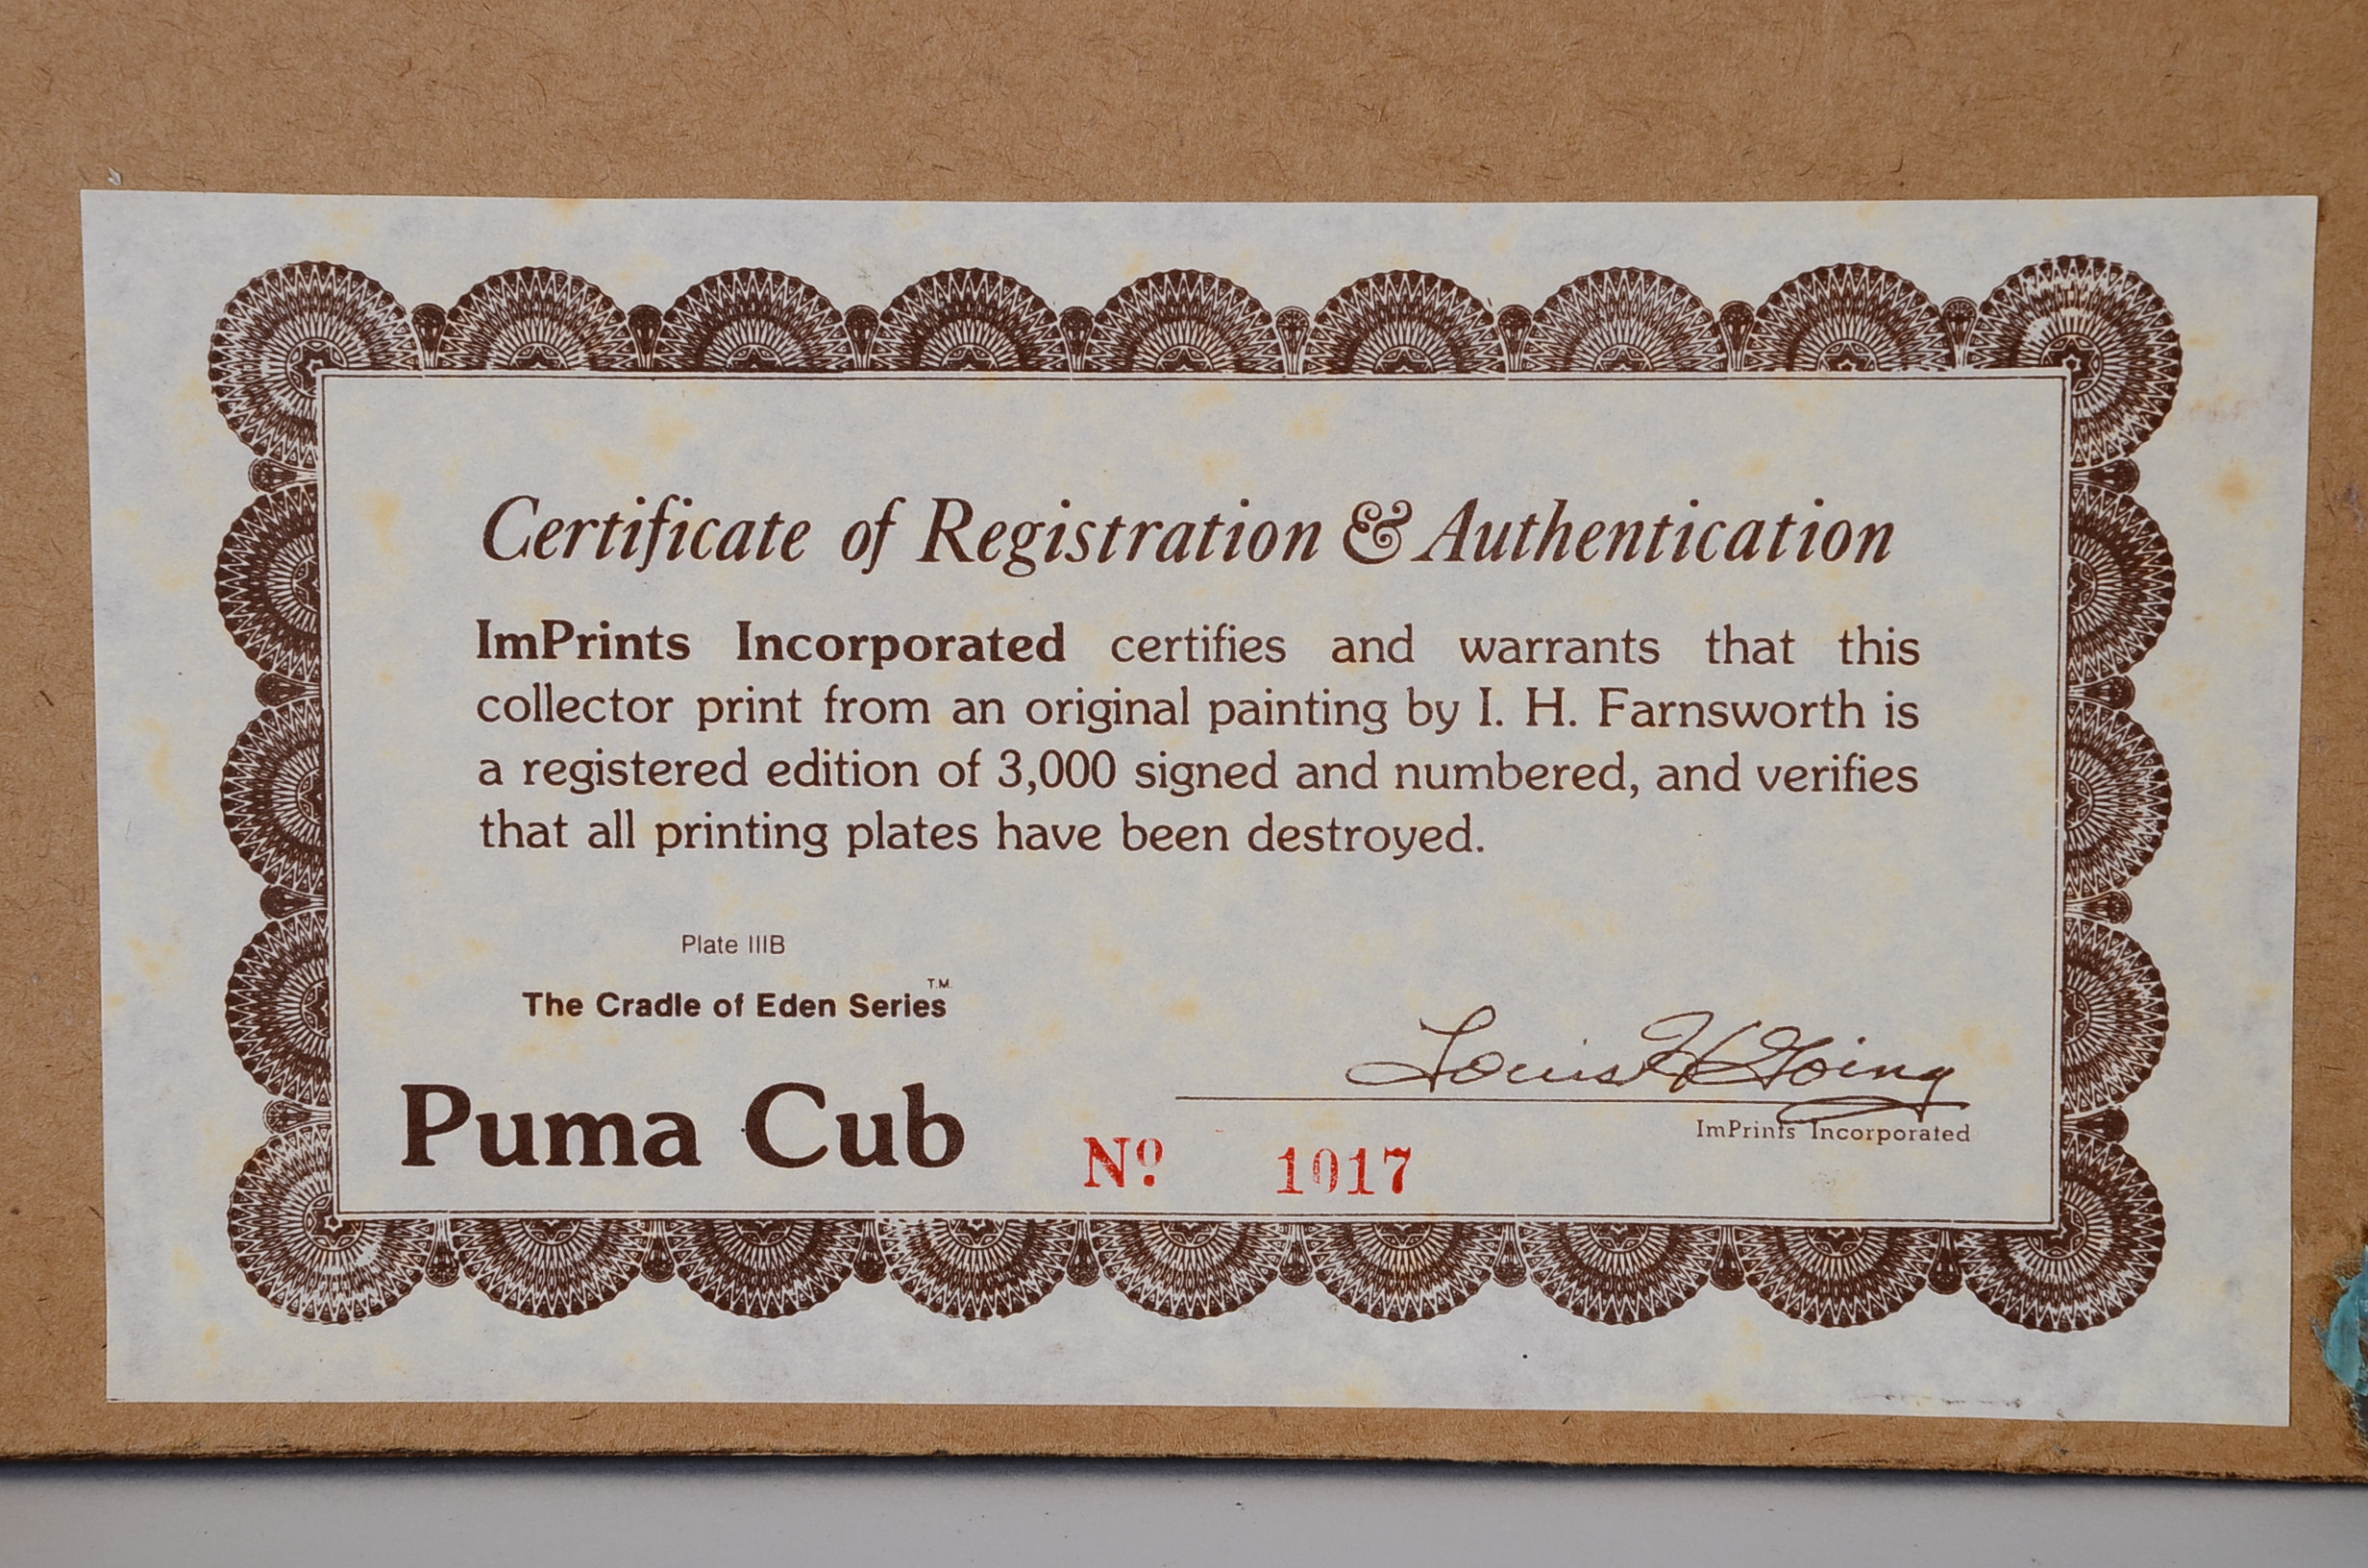 Certificate of Registration & Authentication
ImPrints Incorporated certifies and warrants that this
collector print from an original painting by I. H. Farnsworth is
a registered edition of 3,000 signed and numbered, and verifies
that all printing plates have been destroyed.
Plate IIIB
The Cradle of Eden Series T.M.
Puma Cub
Louis H Going
ImPrints Incorporated
No. 1017